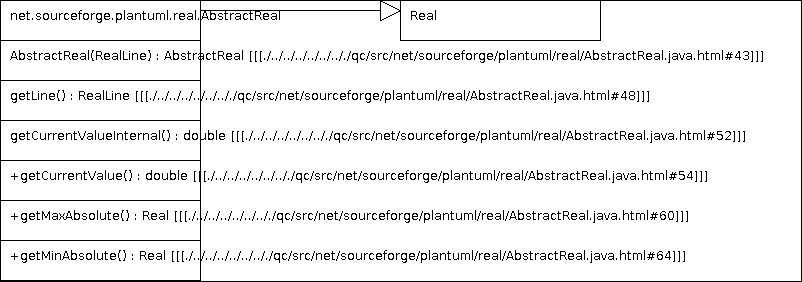 net.sourceforge.plantuml.real.AbstractReal
Real
AbstractReal(RealLine) : AbstractReal [[[./../../../../../../../qc/src/net/sourceforge/plantuml/real/AbstractReal.java.html#43]]]
getLine() : RealLine [[[./../../../../../../../qc/src/net/sourceforge/plantuml/real/AbstractReal.java.html#48]]]
getCurrentValueInternal() : double [[[./../../../../../../../qc/src/net/sourceforge/plantuml/real/AbstractReal.java.html#52]]]
+getCurrentValue() : double [[[./../../../../../../../qc/src/net/sourceforge/plantuml/real/AbstractReal.java.html#54]]]
+getMaxAbsolute() : Real [[[./../../../../../../../qc/src/net/sourceforge/plantuml/real/AbstractReal.java.html#60]]]
+getMinAbsolute() : Real [[[./../../../../../../../qc/src/net/sourceforge/plantuml/real/AbstractReal.java.html#64]]]